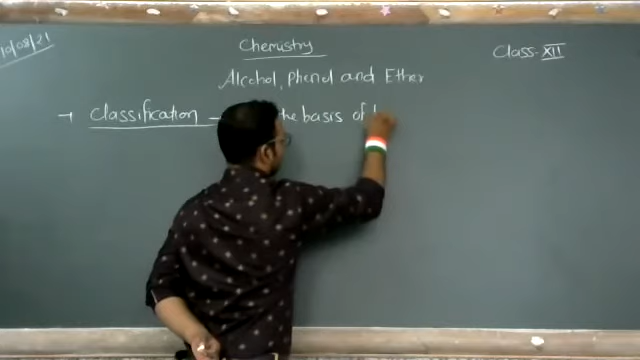 10/08/21
Chemistry
Class-XII
Alcohol, Phenol and Ether
→ Classification - the basis of